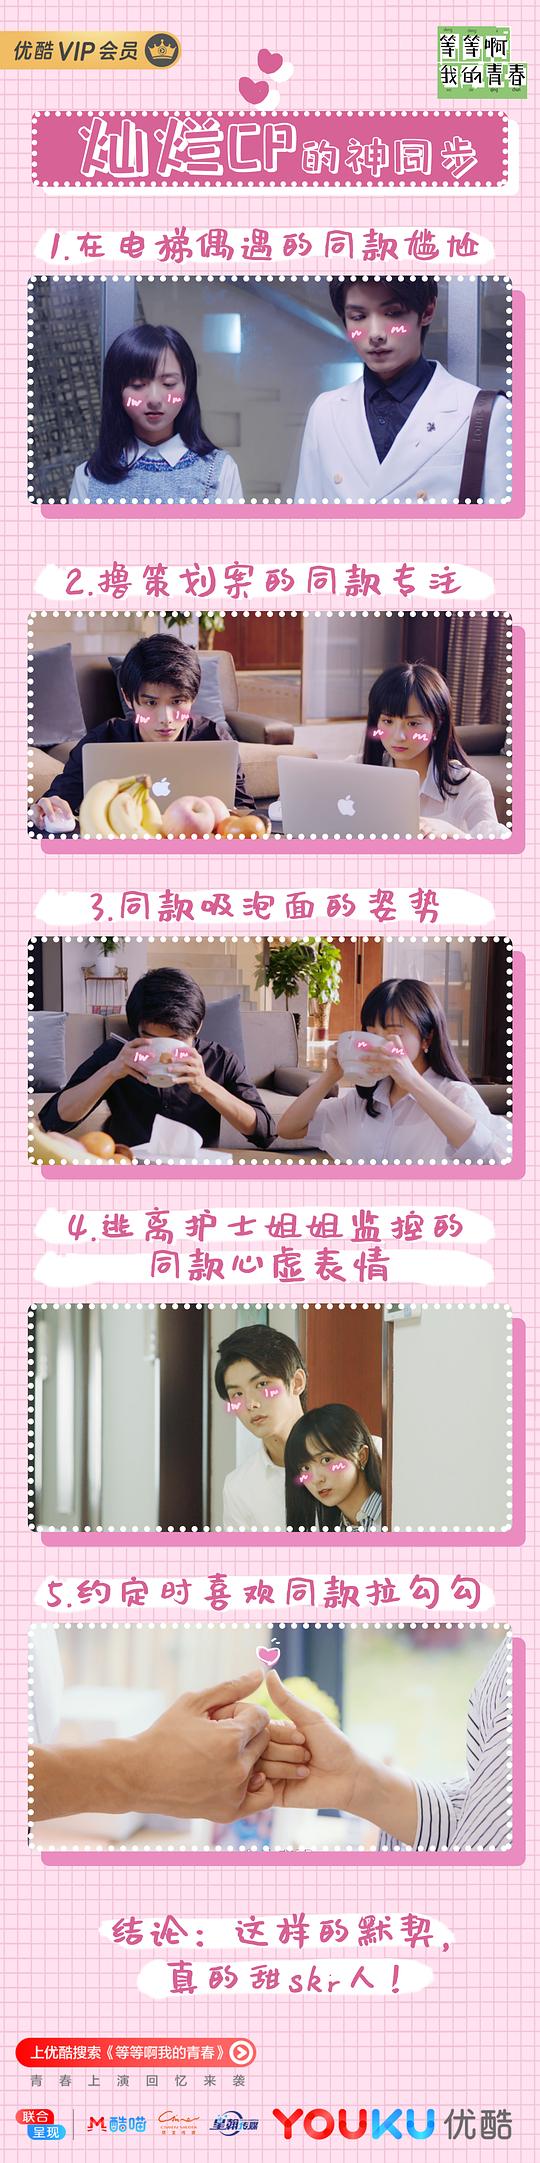 优酷VIP会员
等等啊
我的青春
灿烂CP的神同步
1.在电梯偶遇的同款尴尬
2.撸策划案的同款专注
3.同款吸泡面的姿势
4.逃离护士姐姐监控的
同款心虚表情
5.约定时喜欢同款拉勾勾
结论：这样的默契，
真的甜skr人！
上优酷搜索《等等啊我的青春》
青春上演回忆来袭
联合
呈现
酷喵
星翰传媒
YOUKU优酷